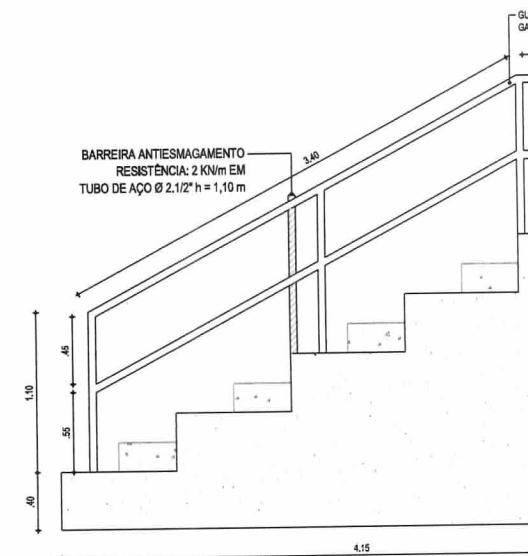 BARREIRA ANTIESMAGAMENTO
RESISTÊNCIA: 2 KN/m EM
TUBO DE AÇO Ø 2.1/2" h = 1,10 m
3.40
1.10
.45
.55
.40
4.15